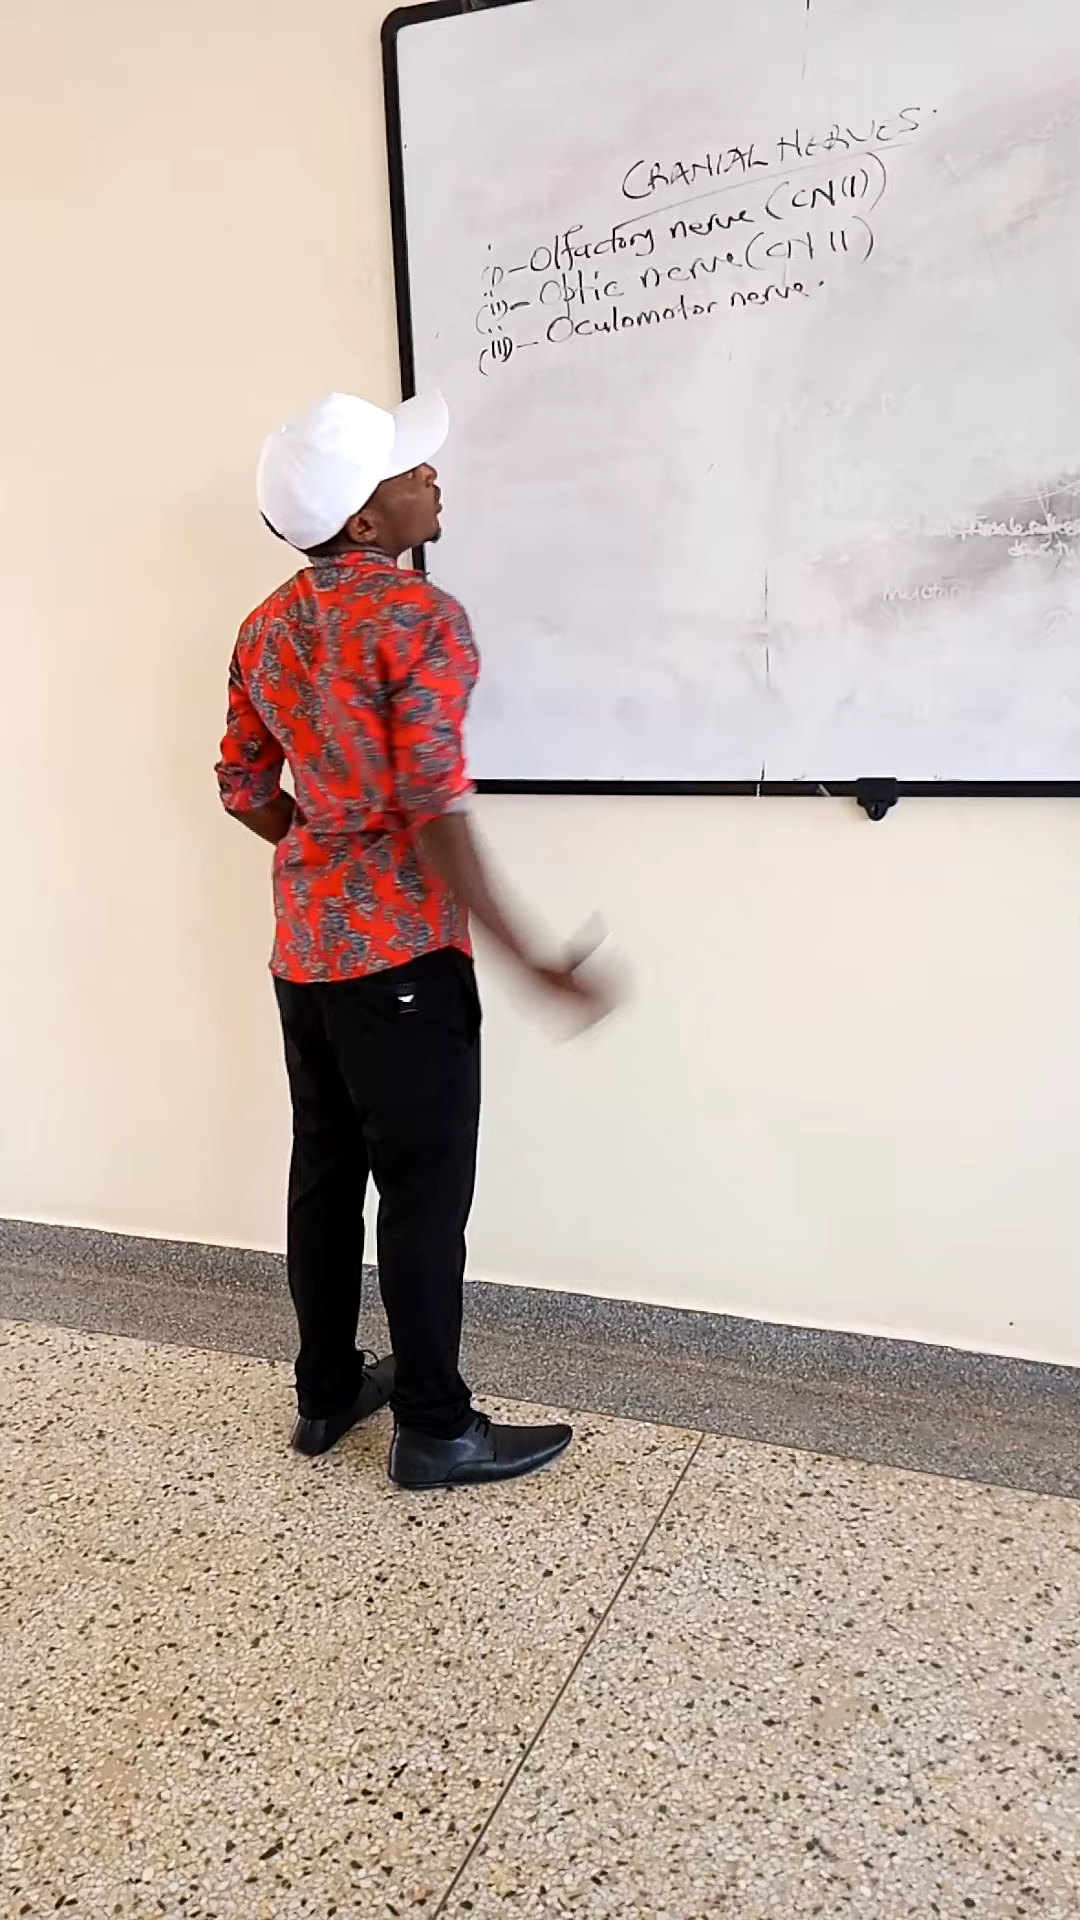 CRANIAL NERVES.
(i) - Olfactory nerve (CN (I))
(ii) - Optic nerve (CN II)
(iii) - Oculomotor nerve.